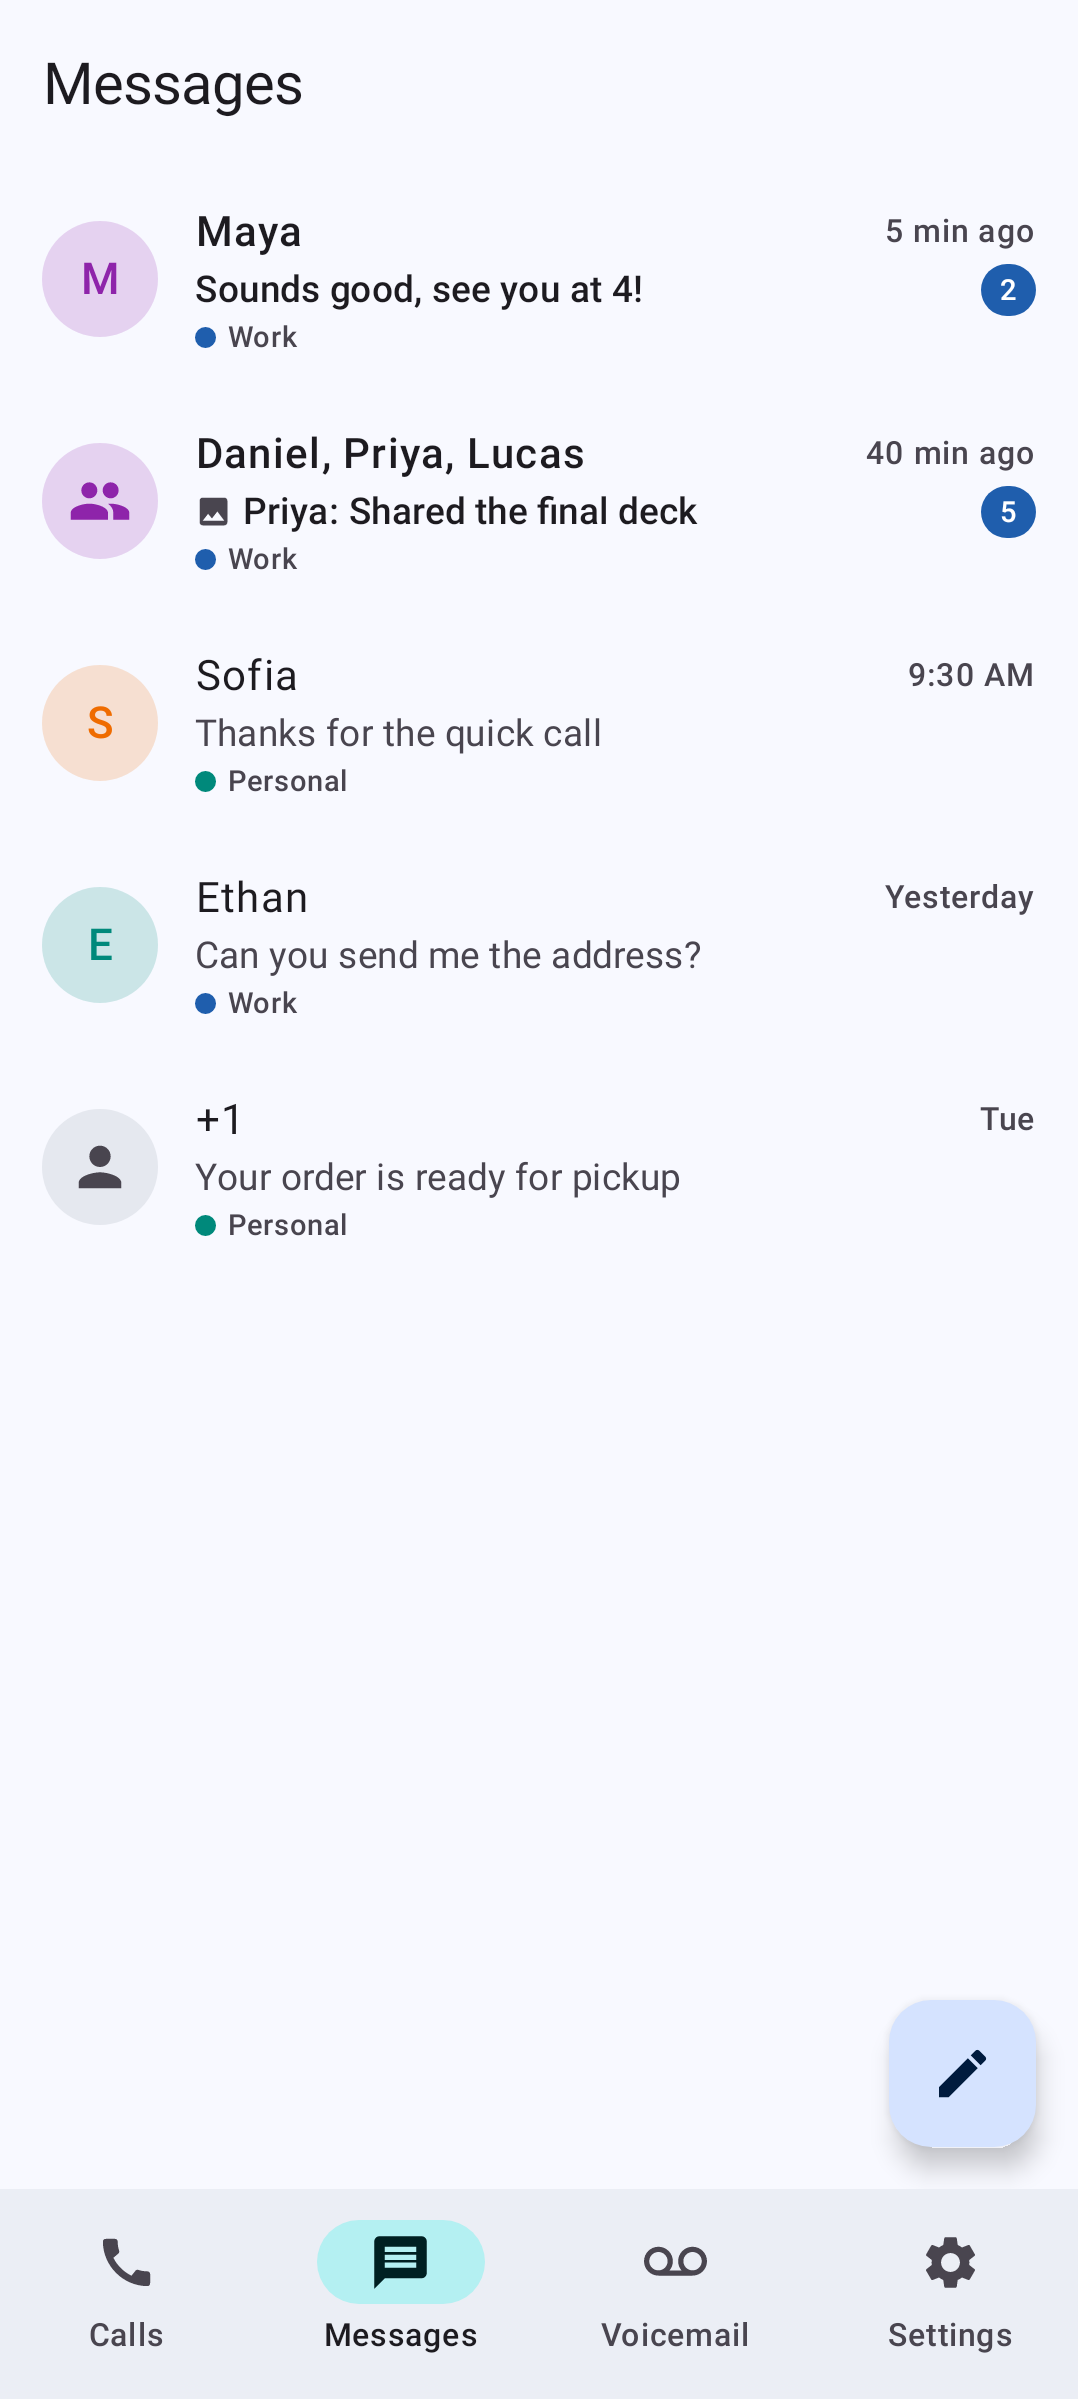 Messages
M
Maya
5 min ago
Sounds good, see you at 4!
2
Work
Daniel, Priya, Lucas
40 min ago
Priya: Shared the final deck
5
Work
S
Sofia
9:30 AM
Thanks for the quick call
Personal
E
Ethan
Yesterday
Can you send me the address?
Work
+1
Tue
Your order is ready for pickup
Personal
Calls
Messages
Voicemail
Settings